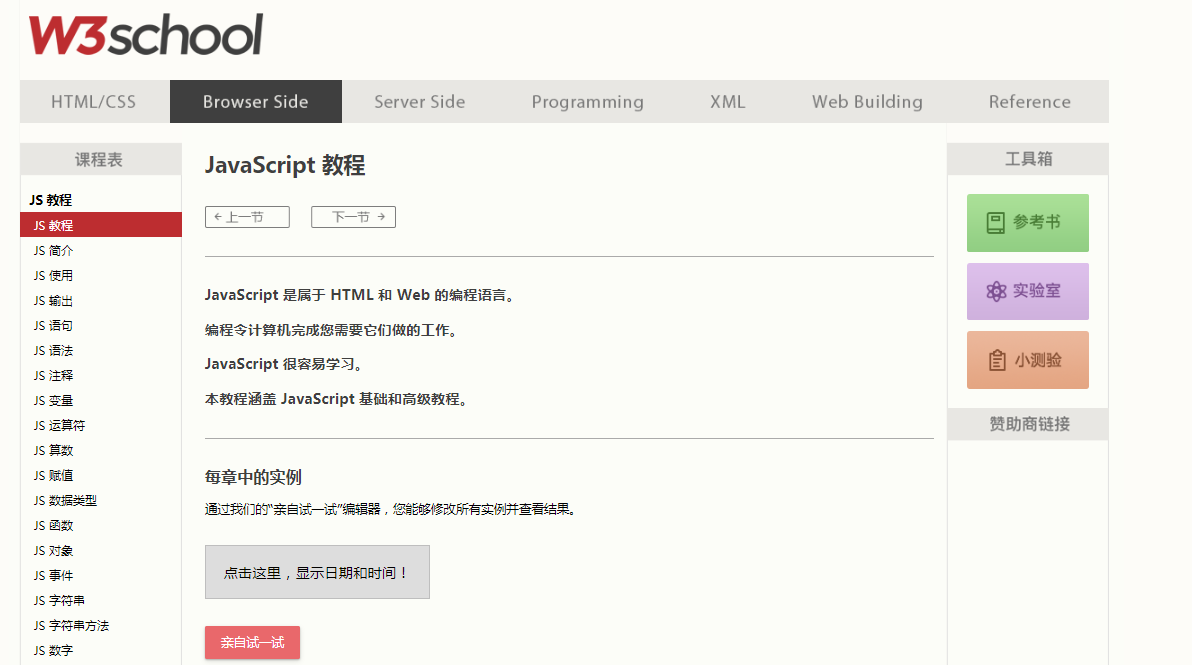 W3school
HTML/CSS
Browser Side
Server Side
Programming
XML
Web Building
Reference
课程表
JS 教程
JS 教程
JS 简介
JS 使用
JS 输出
JS 语句
JS 语法
JS 注释
JS 变量
JS 运算符
JS 算数
JS 赋值
JS 数据类型
JS 函数
JS 对象
JS 事件
JS 字符串
JS 字符串方法
JS 数字
JavaScript 教程
← 上一节
下一节 →
JavaScript 是属于 HTML 和 Web 的编程语言。
编程令计算机完成您需要它们做的工作。
JavaScript 很容易学习。
本教程涵盖 JavaScript 基础和高级教程。
每章中的实例
通过我们的“亲自试一试”编辑器，您能够修改所有实例并查看结果。
点击这里，显示日期和时间！
亲自试一试
工具箱
参考书
实验室
小测验
赞助商链接